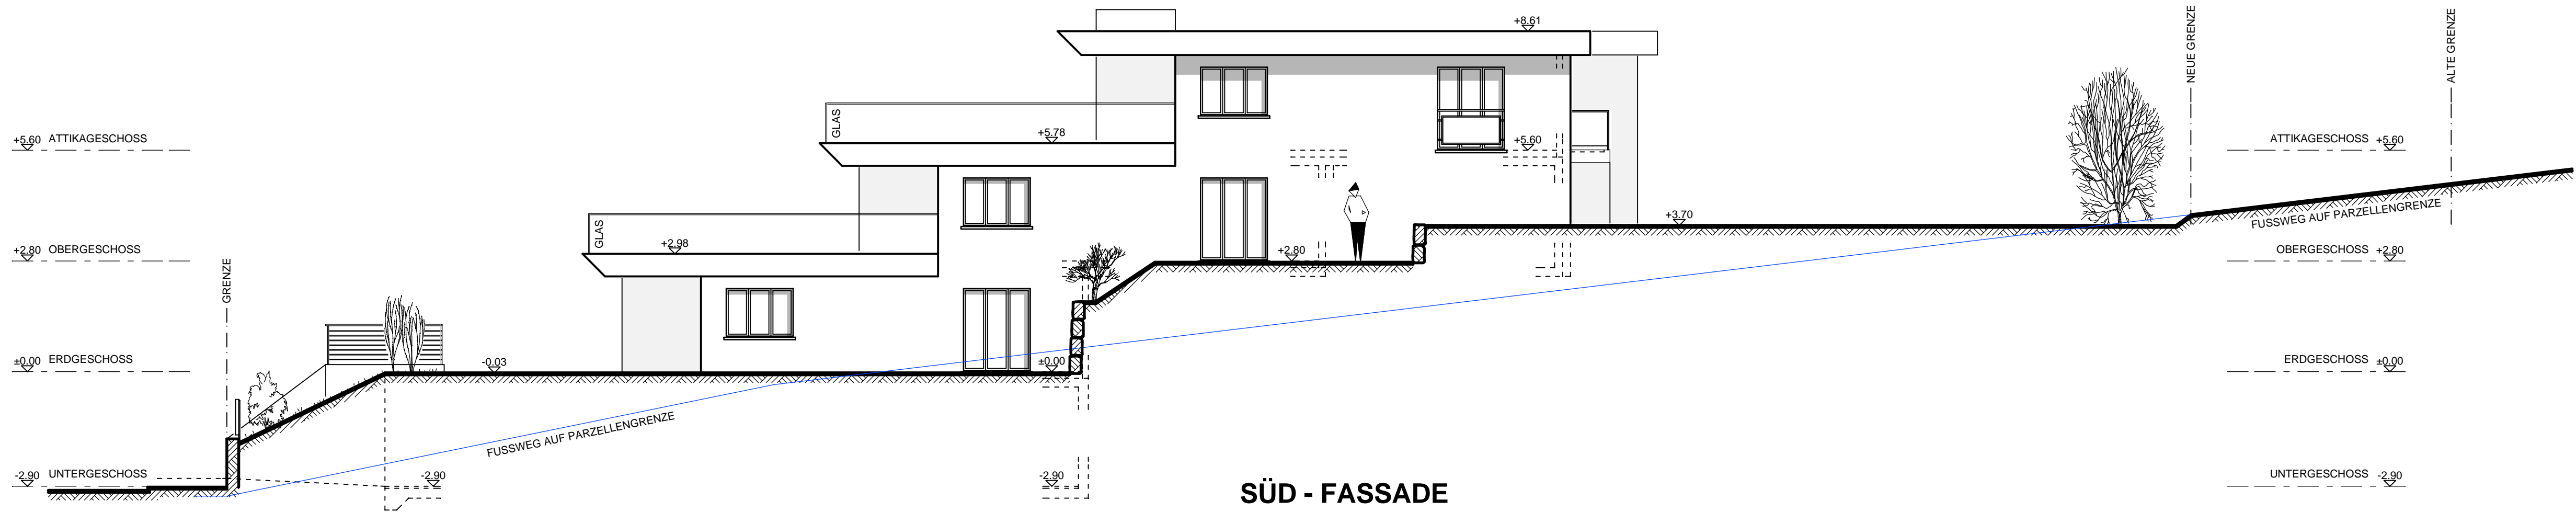 +8.61
NEUE GRENZE
ALTE GRENZE
GLAS
+5.78
+5.60
+5.60 ATTIKAGESCHOSS
ATTIKAGESCHOSS +5.60
GLAS
+2.98
+3.70
FUSSWEG AUF PARZELLENGRENZE
+2.80 OBERGESCHOSS
+2.80
OBERGESCHOSS +2.80
GRENZE
±0.00 ERDGESCHOSS
-0.03
±0.00
ERDGESCHOSS ±0.00
FUSSWEG AUF PARZELLENGRENZE
-2.90 UNTERGESCHOSS
-2.90
-2.90
UNTERGESCHOSS -2.90
SÜD - FASSADE